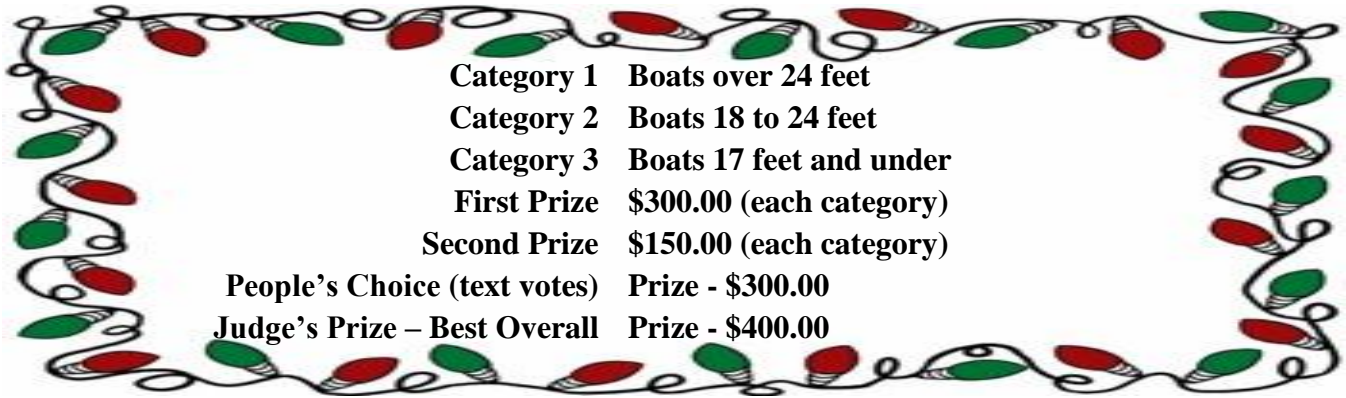 Category 1 Boats over 24 feet
Category 2 Boats 18 to 24 feet
Category 3 Boats 17 feet and under
First Prize $300.00 (each category)
Second Prize $150.00 (each category)
People’s Choice (text votes) Prize - $300.00
Judge’s Prize – Best Overall Prize - $400.00